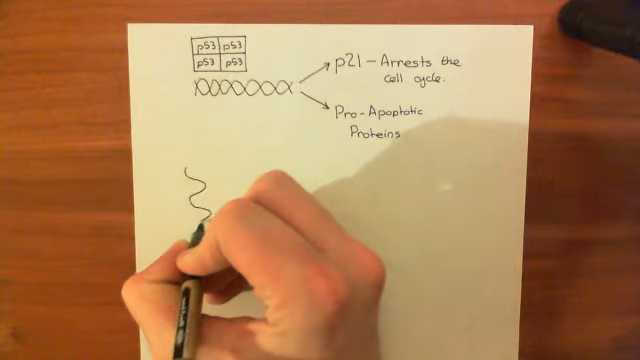 p53 p53
p53 p53
p21 - Arrests the
cell cycle.
Pro-Apoptotic
Proteins